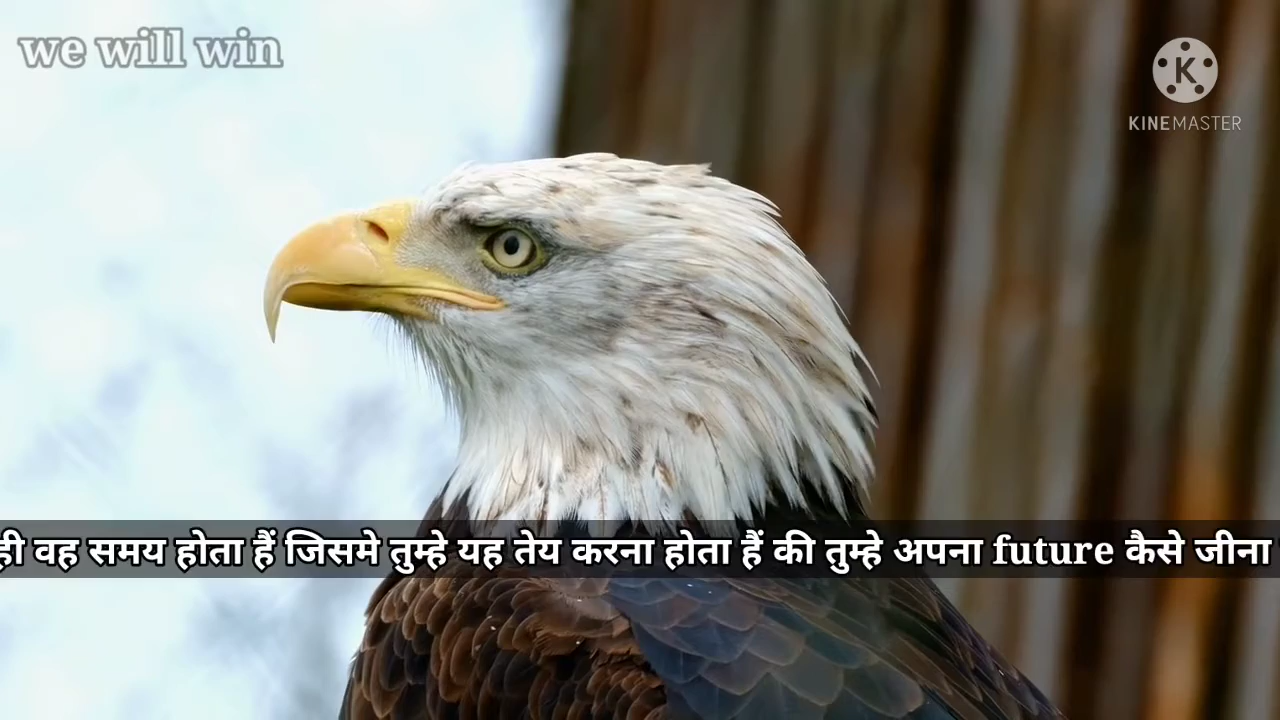 we will win
K
KINEMASTER
ही वह समय होता हैं जिसमे तुम्हे यह तेय करना होता हैं की तुम्हे अपना future कैसे जीना